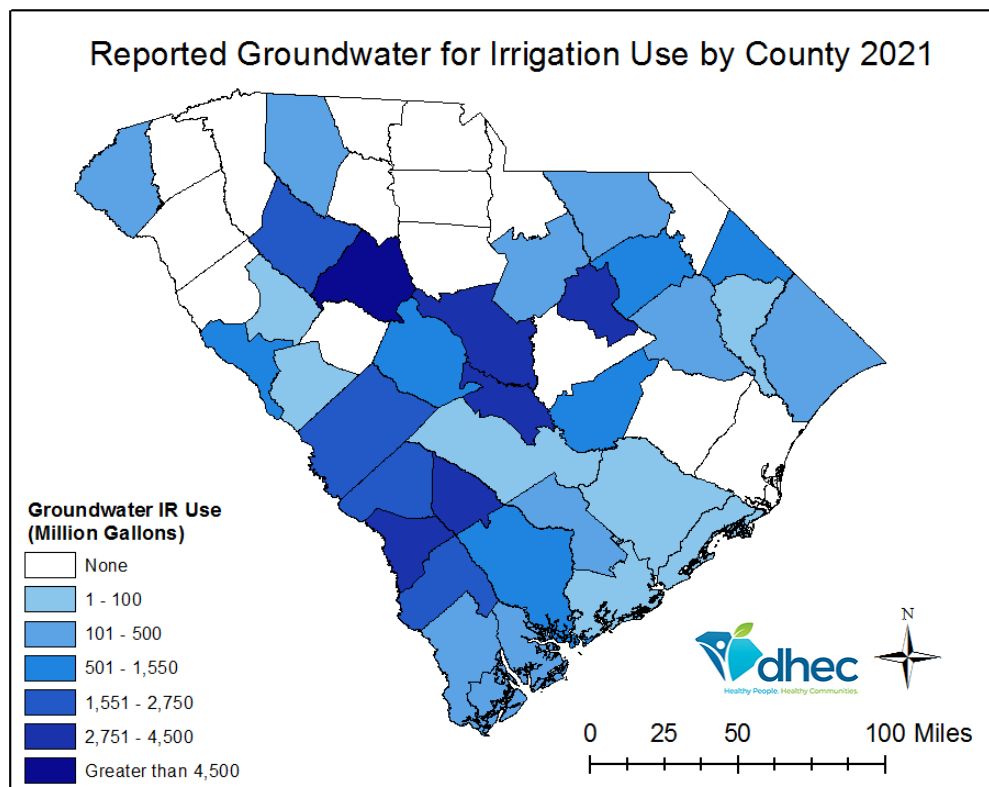 Reported Groundwater for Irrigation Use by County 2021
Groundwater IR Use
(Million Gallons)
None
1 - 100
101 - 500
501 - 1,550
1,551 - 2,750
2,751 - 4,500
Greater than 4,500
dhec
Healthy People. Healthy Communities.
N
0 25 50 100 Miles